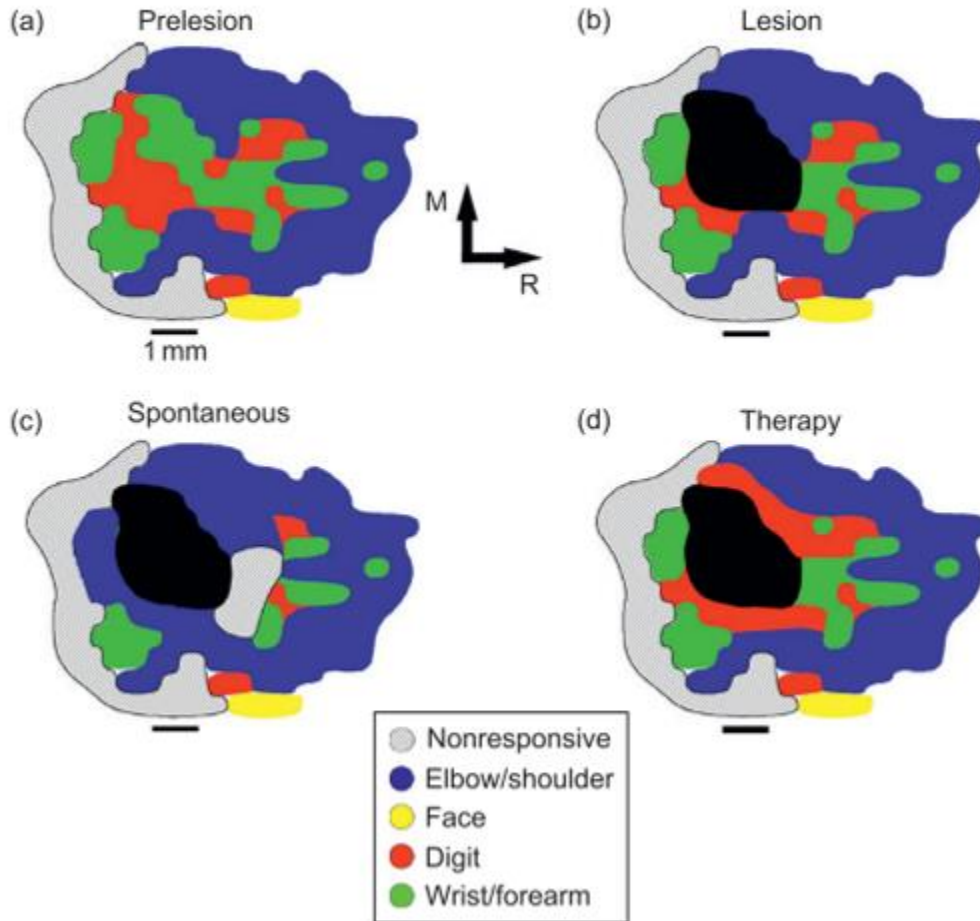 (a) Prelesion
(b) Lesion
M
R
1 mm
(c) Spontaneous
(d) Therapy
Nonresponsive
Elbow/shoulder
Face
Digit
Wrist/forearm